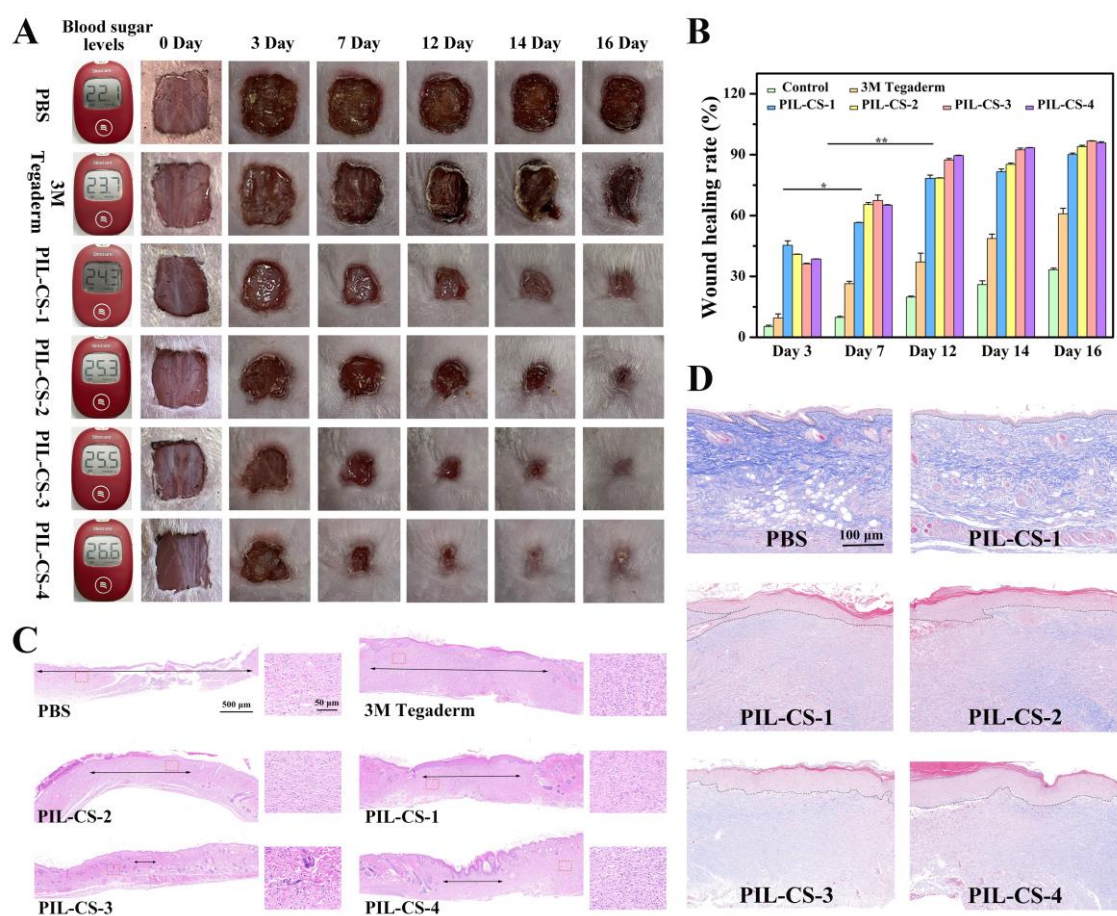 A
Blood sugar
levels
0 Day
3 Day
7 Day
12 Day
14 Day
16 Day
PBS
22.1
3M
Tegaderm
23.7
PIL-CS-1
24.3
PIL-CS-2
25.3
PIL-CS-3
25.5
PIL-CS-4
26.6
B
Control
3M Tegaderm
PIL-CS-1
PIL-CS-2
PIL-CS-3
PIL-CS-4
Wound healing rate (%)
120
90
60
30
0
*
**
Day 3
Day 7
Day 12
Day 14
Day 16
C
PBS
500 μm
50 μm
3M Tegaderm
PIL-CS-2
PIL-CS-1
PIL-CS-3
PIL-CS-4
D
PBS
100 μm
PIL-CS-1
PIL-CS-1
PIL-CS-2
PIL-CS-3
PIL-CS-4